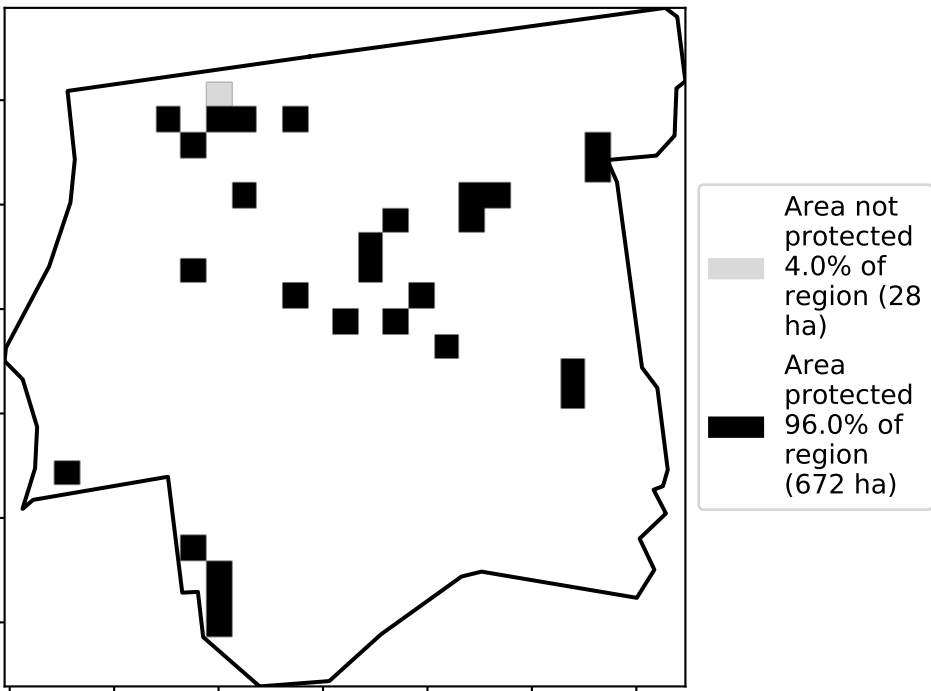 Area not
protected
4.0% of
region (28
ha)
Area
protected
96.0% of
region
(672 ha)